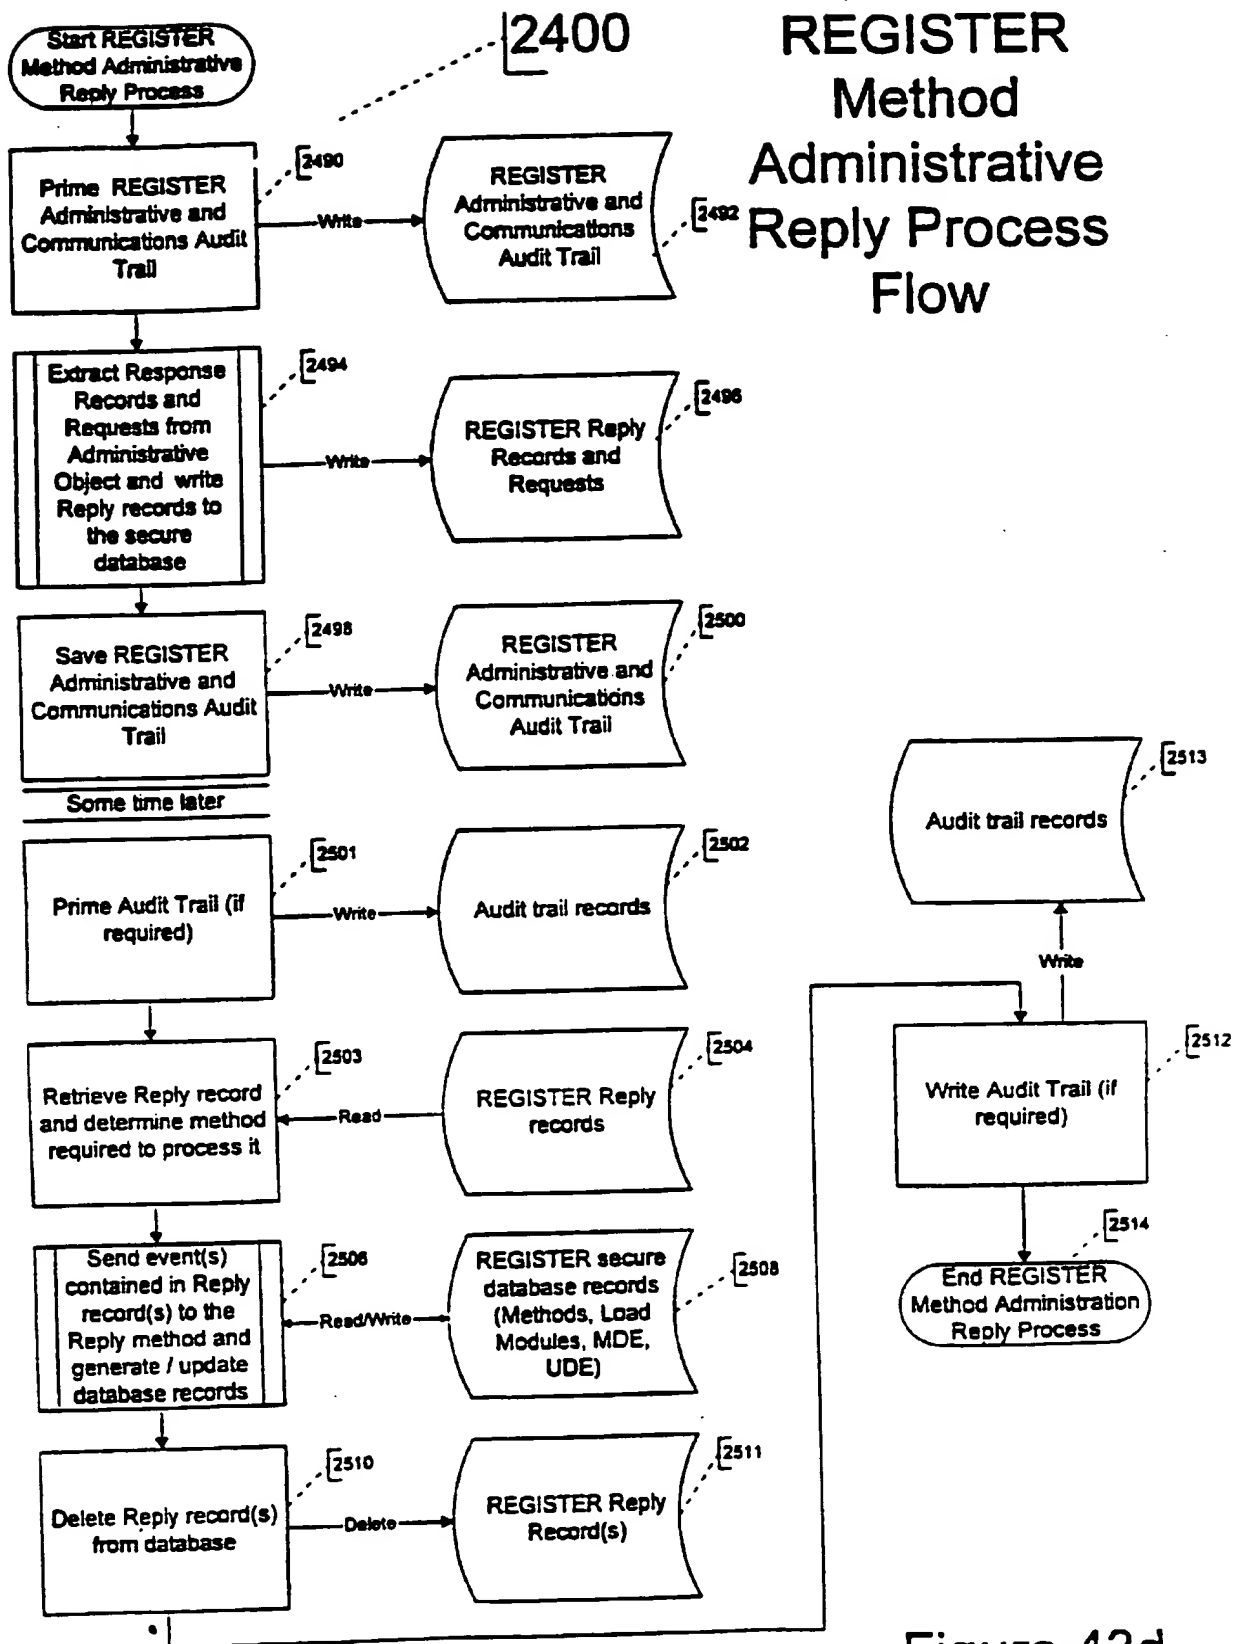 2400
REGISTER
Method
Administrative
Reply Process
Flow
Start REGISTER
Method Administrative
Reply Process
Prime REGISTER
Administrative and
Communications Audit
Trail
2490
Write
REGISTER
Administrative and
Communications
Audit Trail
2492
Extract Response
Records and
Requests from
Administrative
Object and write
Reply records to
the secure
database
2494
Write
REGISTER Reply
Records and
Requests
2496
Save REGISTER
Administrative and
Communications Audit
Trail
2498
Write
REGISTER
Administrative and
Communications
Audit Trail
2500
Some time later
Prime Audit Trail (if
required)
2501
Write
Audit trail records
2502
Retrieve Reply record
and determine method
required to process it
2503
Read
REGISTER Reply
records
2504
Send event(s)
contained in Reply
record(s) to the
Reply method and
generate / update
database records
2506
Read/Write
REGISTER secure
database records
(Methods, Load
Modules, MDE,
UDE)
2508
Delete Reply record(s)
from database
2510
Delete
REGISTER Reply
Record(s)
2511
Audit trail records
2513
Write
Write Audit Trail (if
required)
2512
End REGISTER
Method Administration
Reply Process
2514